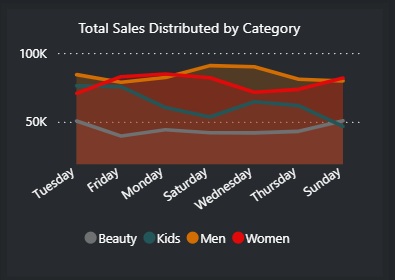 Total Sales Distributed by Category
100K
50K
Tuesday Friday Monday Saturday Wednesday Thursday Sunday
Beauty Kids Men Women